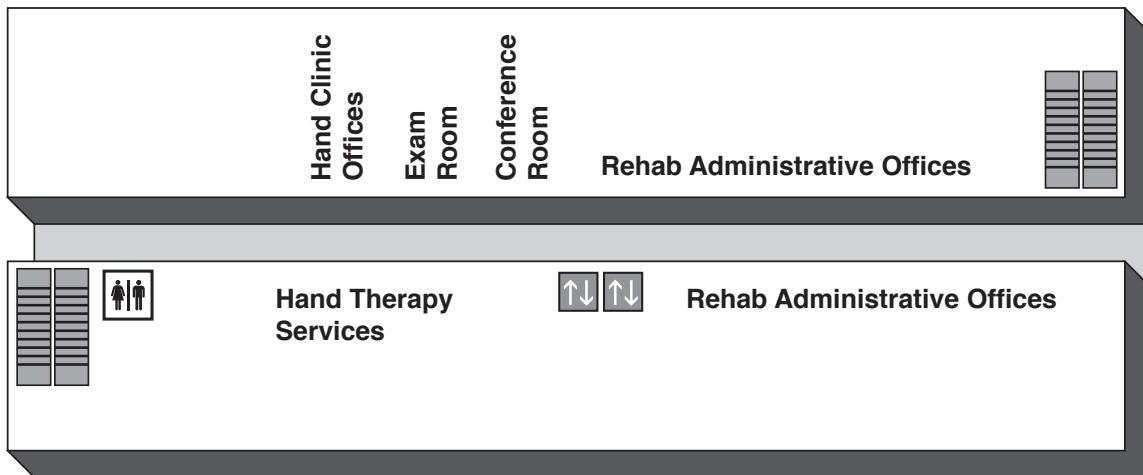 Hand Clinic
Offices
Exam
Room
Conference
Room
Rehab Administrative Offices
Hand Therapy
Services
Rehab Administrative Offices